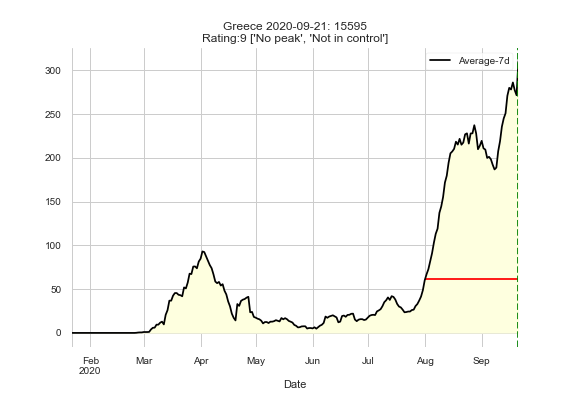 Greece 2020-09-21: 15595
Rating:9 ['No peak', 'Not in control']
Average-7d
300
250
200
150
100
50
0
Feb Mar Apr May Jun Jul Aug Sep
2020
Date